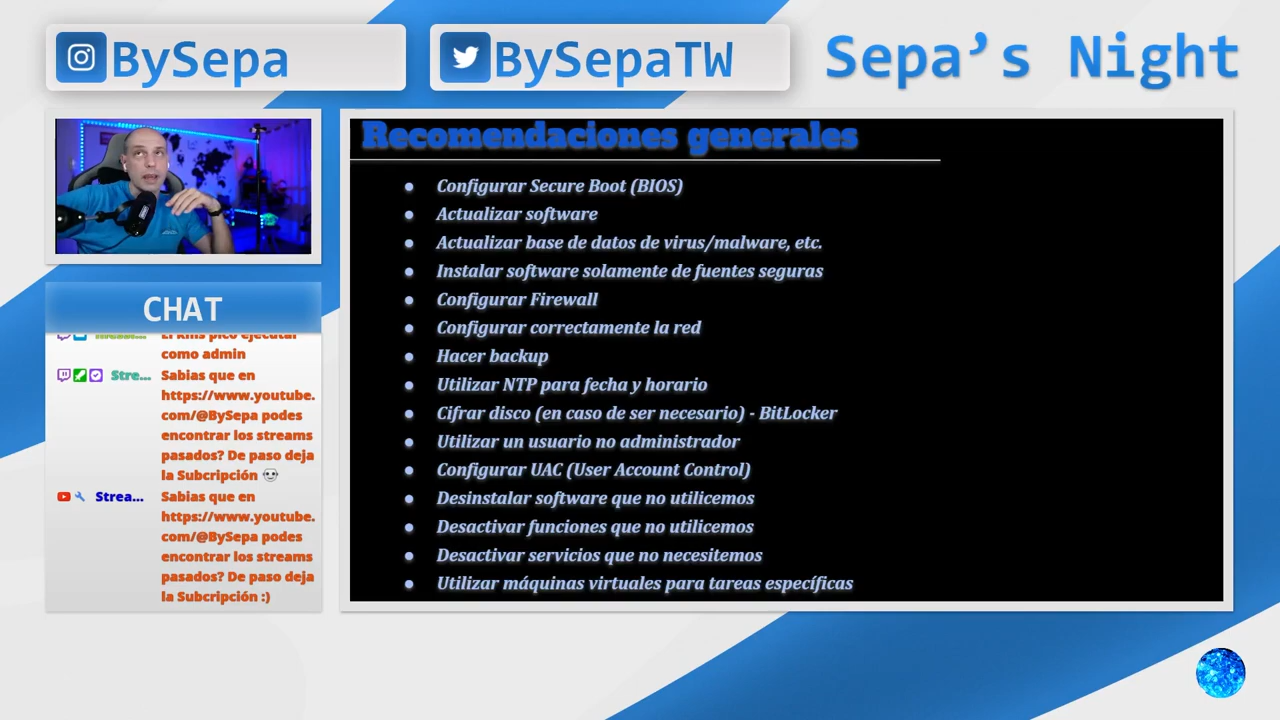 BySepa
BySepaTW
Sepa’s Night
Recomendaciones generales
● Configurar Secure Boot (BIOS)
● Actualizar software
● Actualizar base de datos de virus/malware, etc.
● Instalar software solamente de fuentes seguras
● Configurar Firewall
● Configurar correctamente la red
● Hacer backup
● Utilizar NTP para fecha y horario
● Cifrar disco (en caso de ser necesario) - BitLocker
● Utilizar un usuario no administrador
● Configurar UAC (User Account Control)
● Desinstalar software que no utilicemos
● Desactivar funciones que no utilicemos
● Desactivar servicios que no necesitemos
● Utilizar máquinas virtuales para tareas específicas
CHAT
El kms pico ejecutar
como admin
Stre... Sabias que en
https://www.youtube.
com/@BySepa podes
encontrar los streams
pasados? De paso deja
la Subcripción
Strea... Sabias que en
https://www.youtube.
com/@BySepa podes
encontrar los streams
pasados? De paso deja
la Subcripción :)